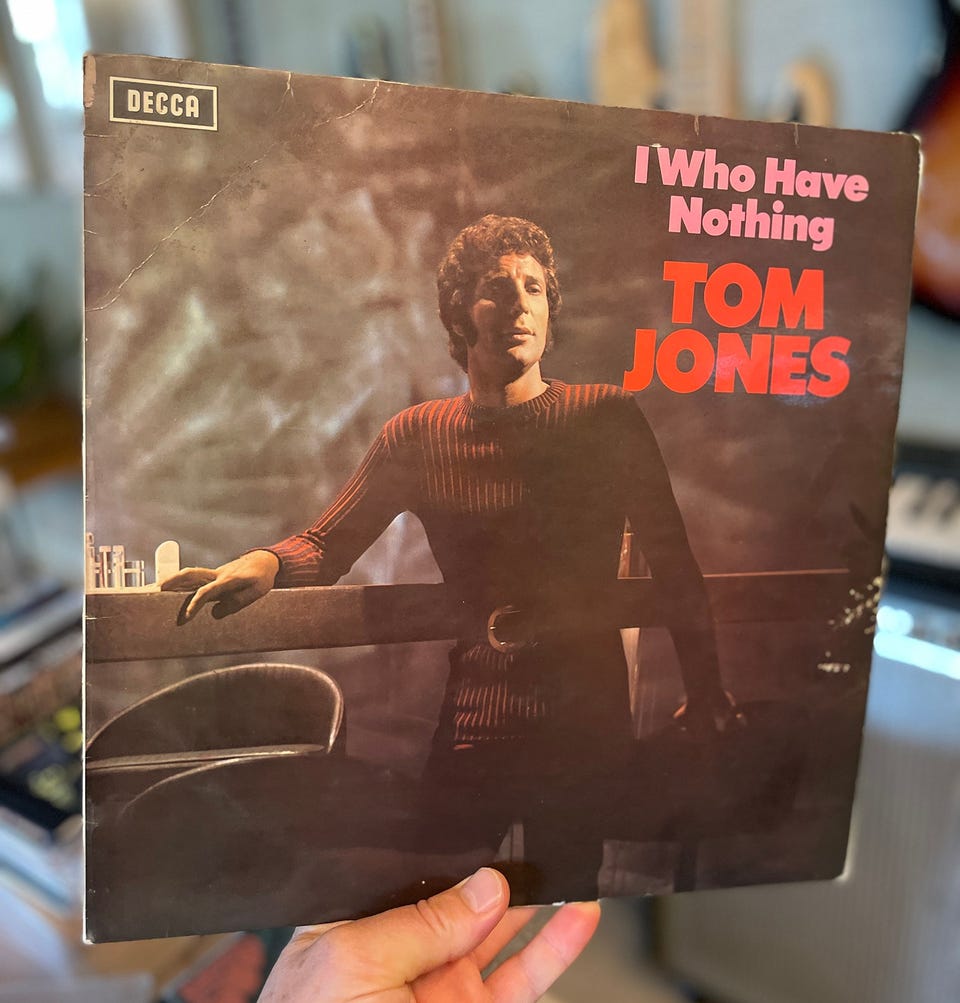 DECCA
I Who Have
Nothing
TOM
JONES